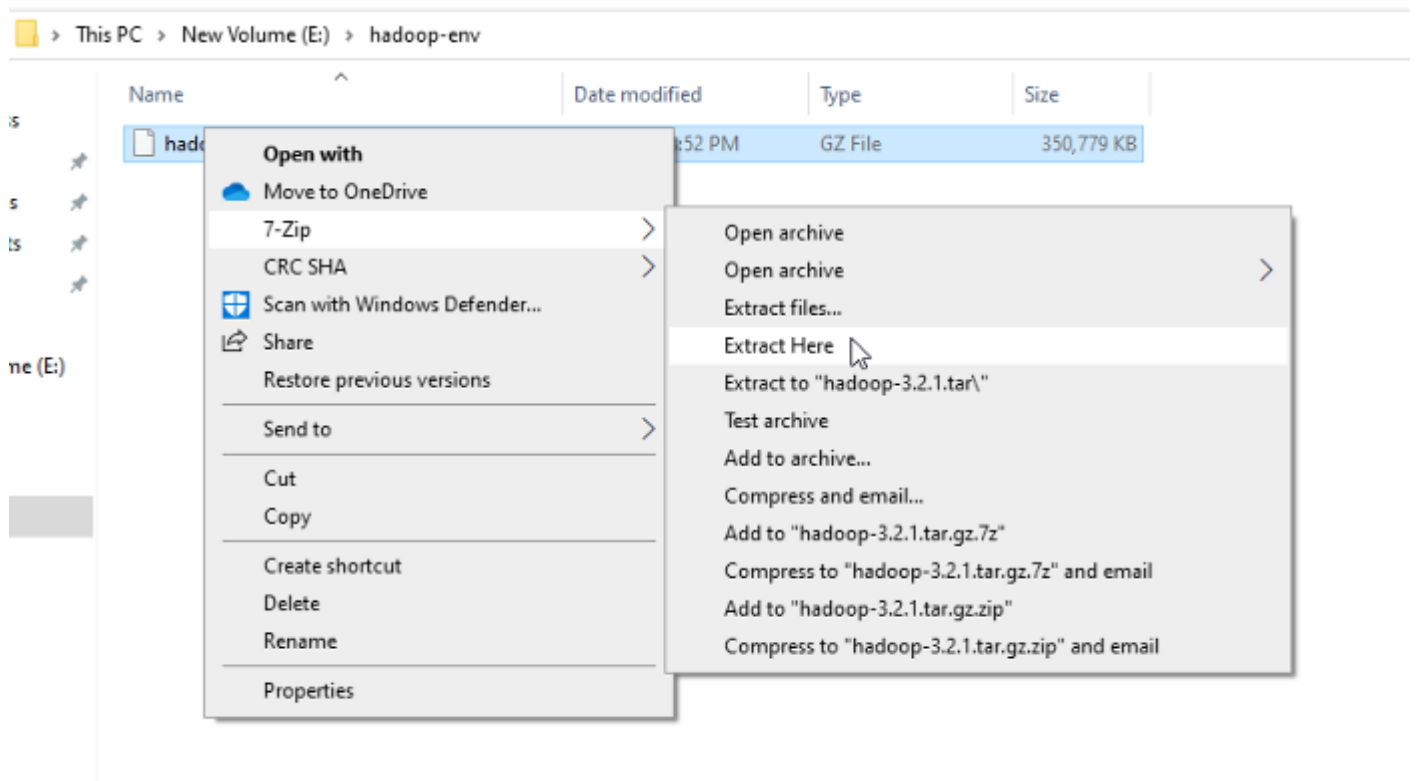 > This PC > New Volume (E:) > hadoop-env
Name Date modified Type Size
:52 PM GZ File 350,779 KB
Open with
Move to OneDrive
7-Zip
CRC SHA
Scan with Windows Defender...
Share
Restore previous versions
Send to
Cut
Copy
Create shortcut
Delete
Rename
Properties
Open archive
Open archive
Extract files...
Extract Here
Extract to "hadoop-3.2.1.tar\"
Test archive
Add to archive...
Compress and email...
Add to "hadoop-3.2.1.tar.gz.7z"
Compress to "hadoop-3.2.1.tar.gz.7z" and email
Add to "hadoop-3.2.1.tar.gz.zip"
Compress to "hadoop-3.2.1.tar.gz.zip" and email
(E:)